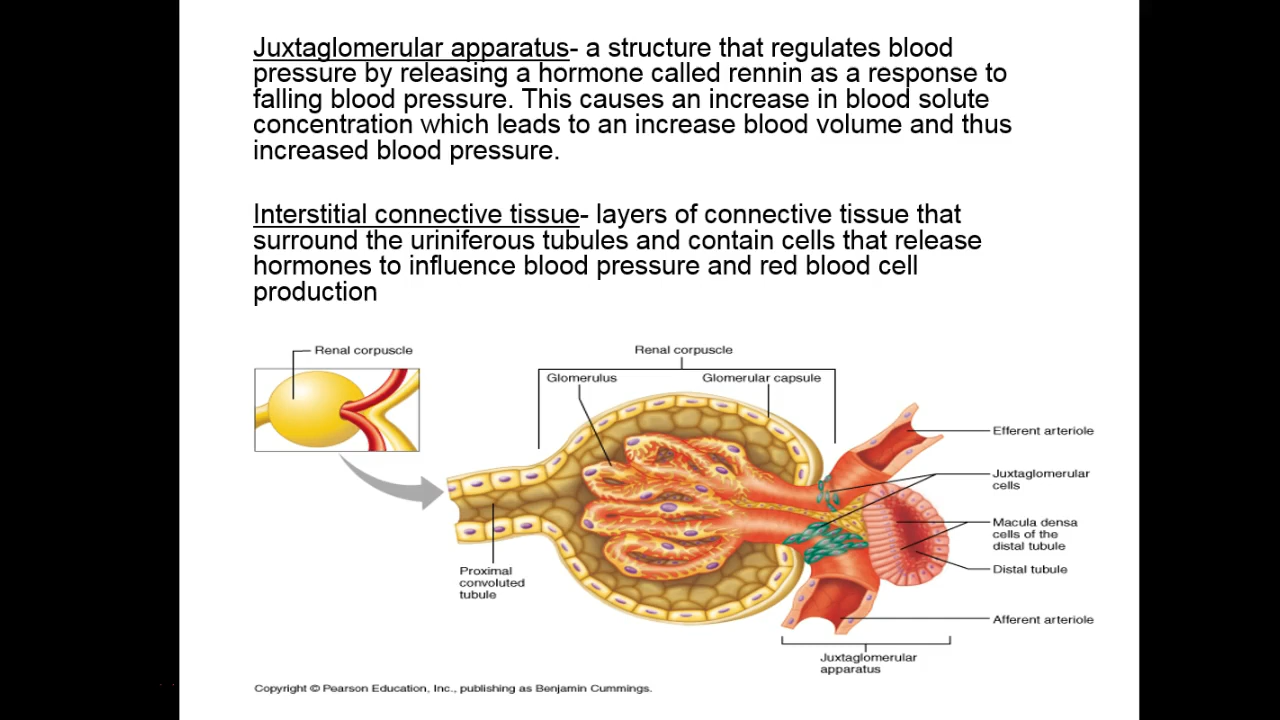 Juxtaglomerular apparatus- a structure that regulates blood
pressure by releasing a hormone called rennin as a response to
falling blood pressure. This causes an increase in blood solute
concentration which leads to an increase blood volume and thus
increased blood pressure.
Interstitial connective tissue- layers of connective tissue that
surround the uriniferous tubules and contain cells that release
hormones to influence blood pressure and red blood cell
production
Renal corpuscle
Renal corpuscle
Glomerulus
Glomerular capsule
Efferent arteriole
Juxtaglomerular
cells
Macula densa
cells of the
distal tubule
Distal tubule
Proximal
convoluted
tubule
Afferent arteriole
Juxtaglomerular
apparatus
Copyright © Pearson Education, Inc., publishing as Benjamin Cummings.